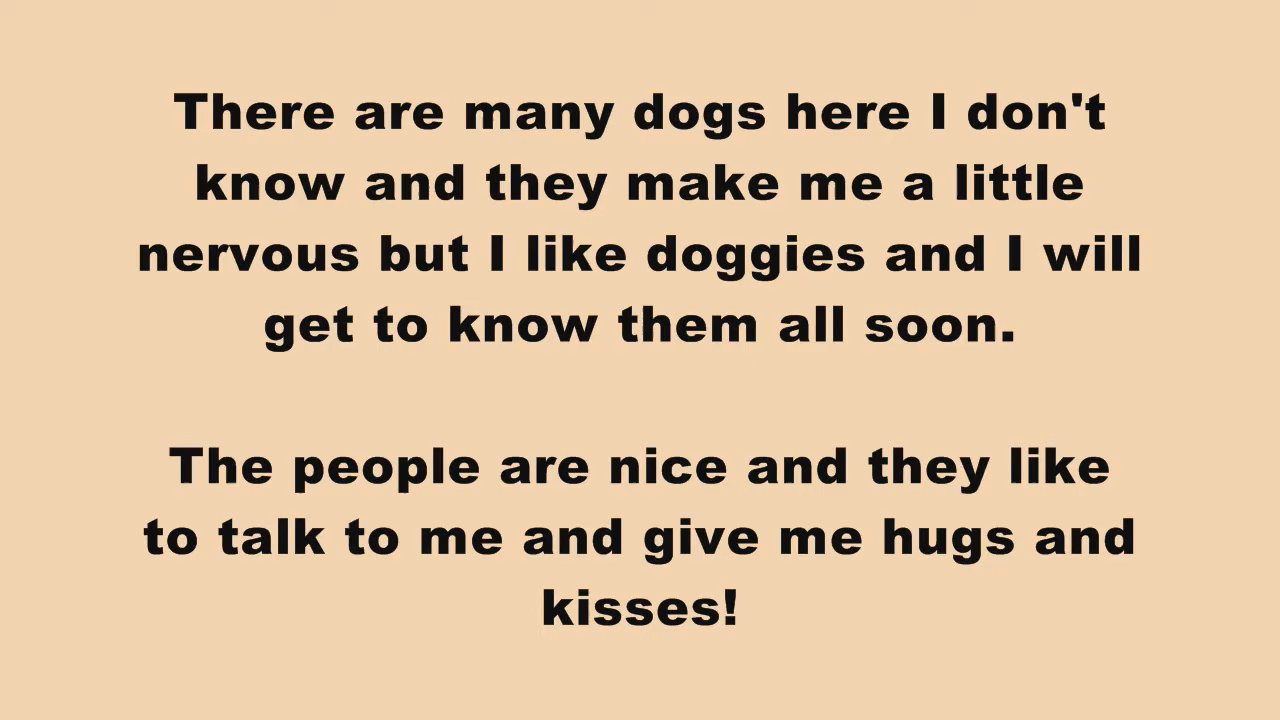 There are many dogs here I don't
know and they make me a little
nervous but I like doggies and I will
get to know them all soon.
The people are nice and they like
to talk to me and give me hugs and
kisses!